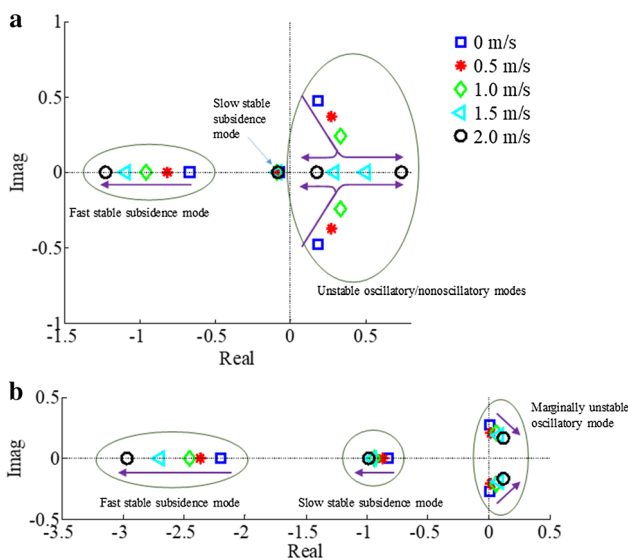 a
1
0.5
0
-0.5
-1
Imag
-1.5
-1
-0.5
0
0.5
Real
Slow stable
subsidence
mode
Fast stable subsidence mode
Unstable oscillatory/nonoscillatory modes
0 m/s
0.5 m/s
1.0 m/s
1.5 m/s
2.0 m/s
b
0.5
0
-0.5
Imag
-3.5
-3
-2.5
-2
-1.5
-1
-0.5
0
0.5
Real
Fast stable subsidence mode
Slow stable subsidence mode
Marginally unstable
oscillatory mode